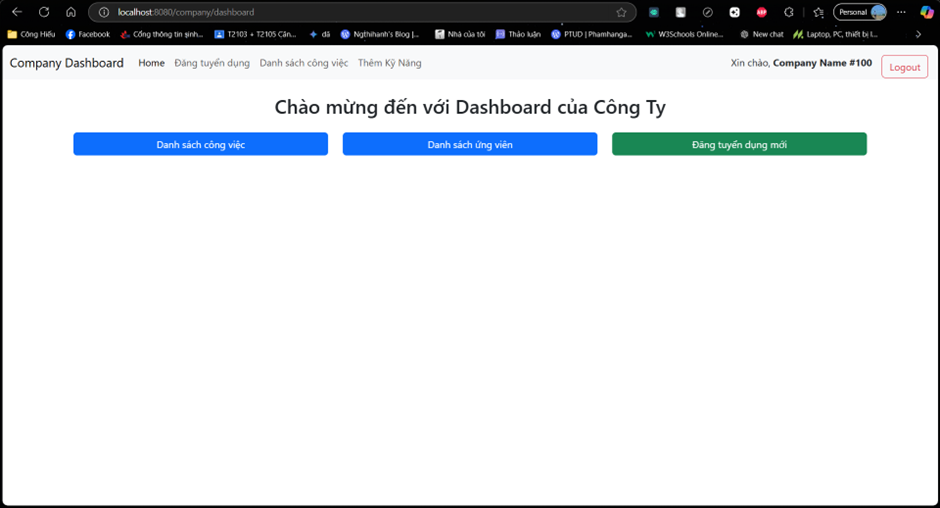 localhost:8080/company/dashboard
Personal
Công Hiếu
Facebook
Cổng thông tin sinh...
T2103 + T2105 Căn...
dã
Ngthihanh's Blog |...
Nhà của tôi
Thảo luận
PTUD | Phamhanga...
W3Schools Online...
New chat
Laptop, PC, thiết bị l...
Company Dashboard
Home
Đăng tuyển dụng
Danh sách công việc
Thêm Kỹ Năng
Xin chào, Company Name #100
Logout
Chào mừng đến với Dashboard của Công Ty
Danh sách công việc
Danh sách ứng viên
Đăng tuyển dụng mới